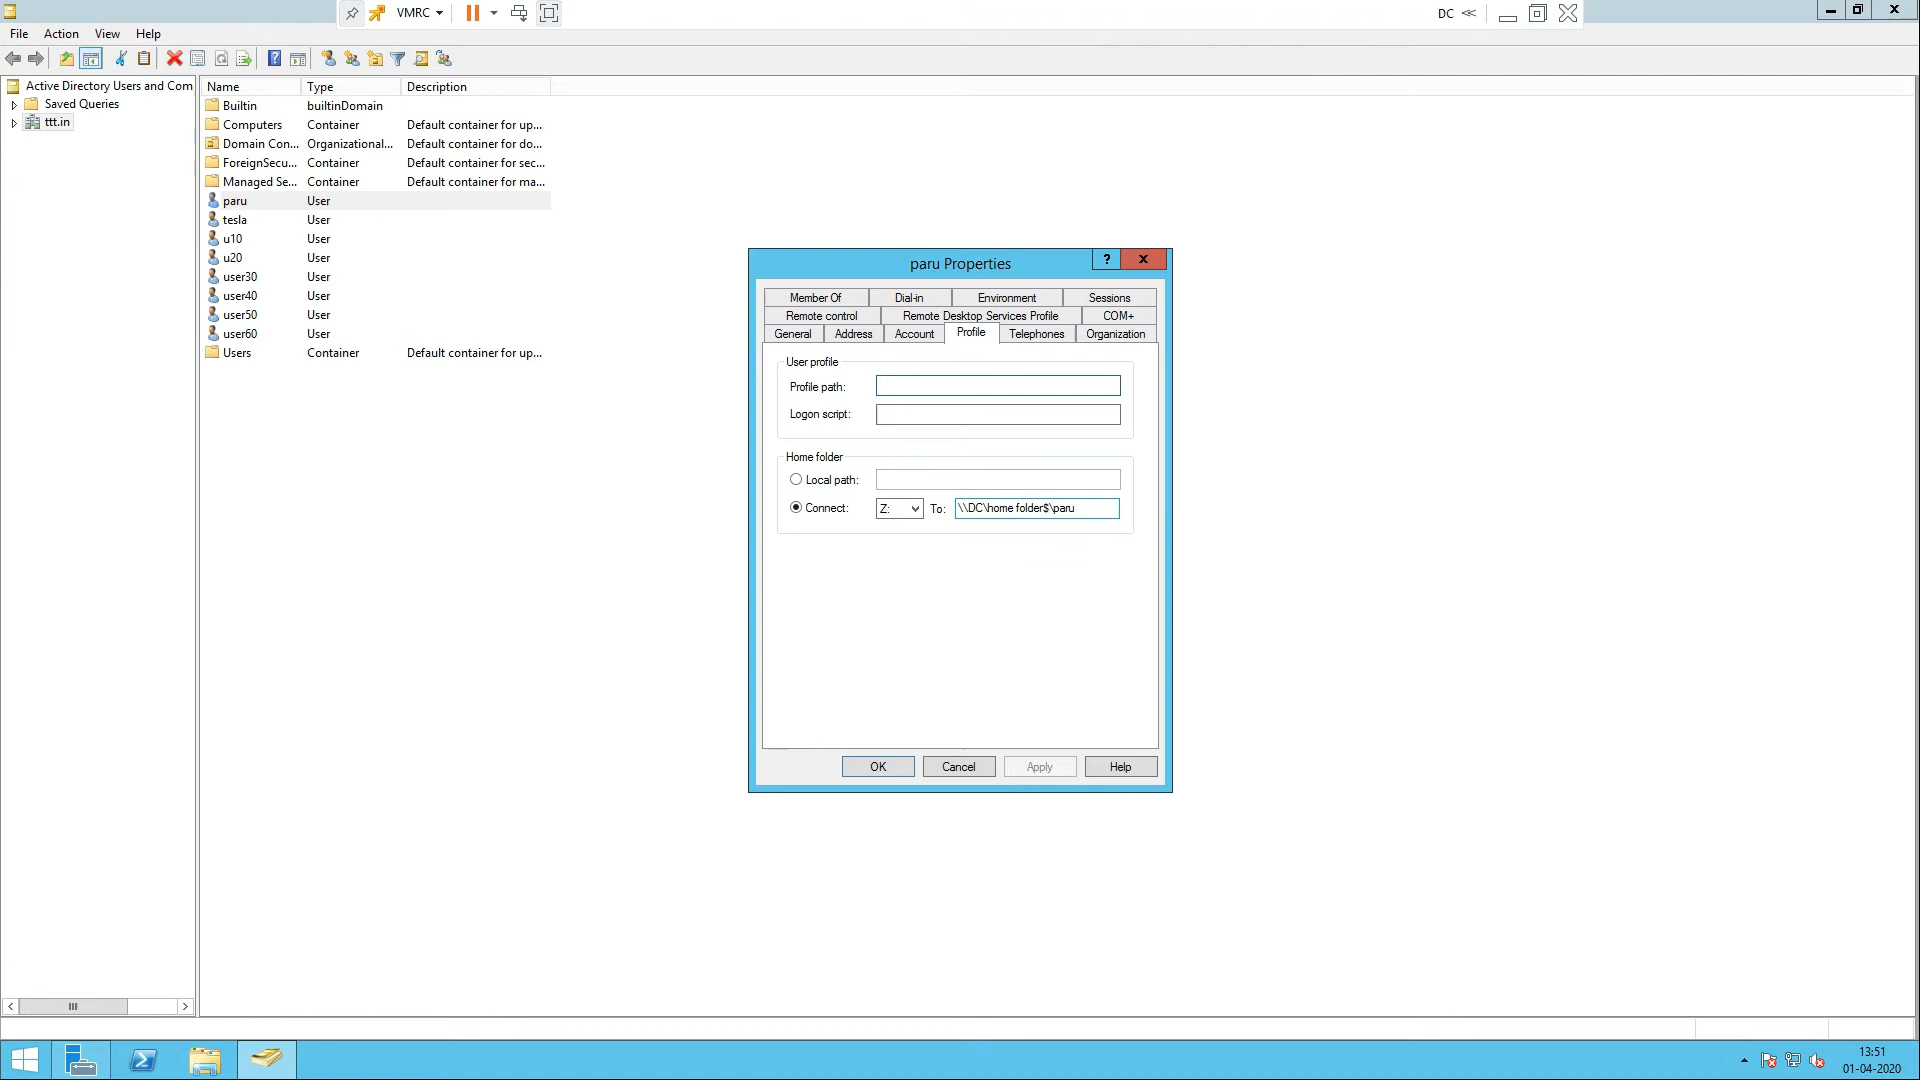 VMRC
DC
File Action View Help
Active Directory Users and Com
Saved Queries
ttt.in
Name Type Description
Builtin builtinDomain
Computers Container Default container for up...
Domain Con... Organizational... Default container for do...
ForeignSecu... Container Default container for sec...
Managed Se... Container Default container for ma...
paru User
tesla User
u10 User
u20 User
user30 User
user40 User
user50 User
user60 User
Users Container Default container for up...
paru Properties
? x
Member Of Dial-in Environment Sessions
Remote control Remote Desktop Services Profile COM+
General Address Account Profile Telephones Organization
User profile
Profile path:
Logon script:
Home folder
Local path:
Connect: Z: To: \\DC\home folder$\paru
OK Cancel Apply Help
13:51
01-04-2020